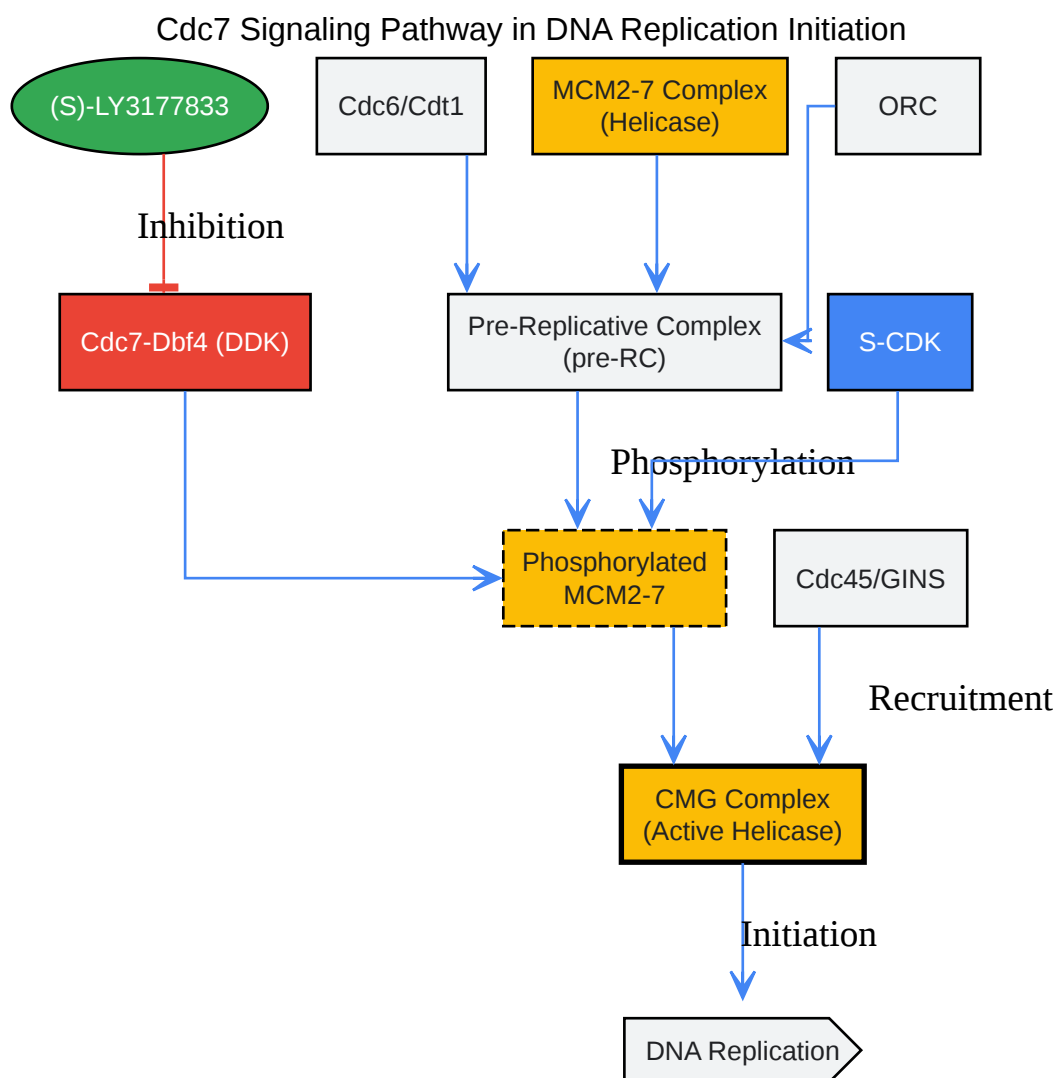 Cdc7 Signaling Pathway in DNA Replication Initiation
(S)-LY3177833
Cdc6/Cdt1
MCM2-7 Complex
(Helicase)
ORC
Inhibition
Cdc7-Dbf4 (DDK)
Pre-Replicative Complex
(pre-RC)
S-CDK
Phosphorylation
Phosphorylated
MCM2-7
Cdc45/GINS
Recruitment
CMG Complex
(Active Helicase)
Initiation
DNA Replication